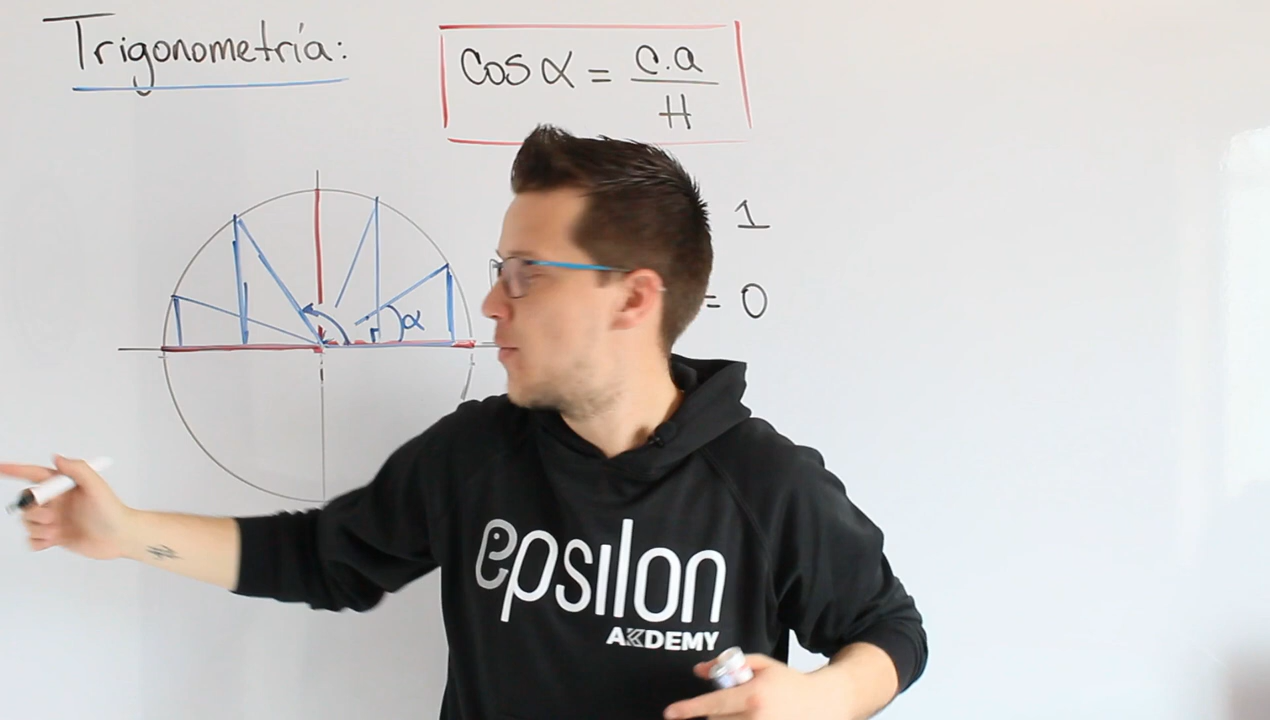 Trigonometría:
Cos α = c.a
H
1
= 0
α
epsilon
AKDEMY